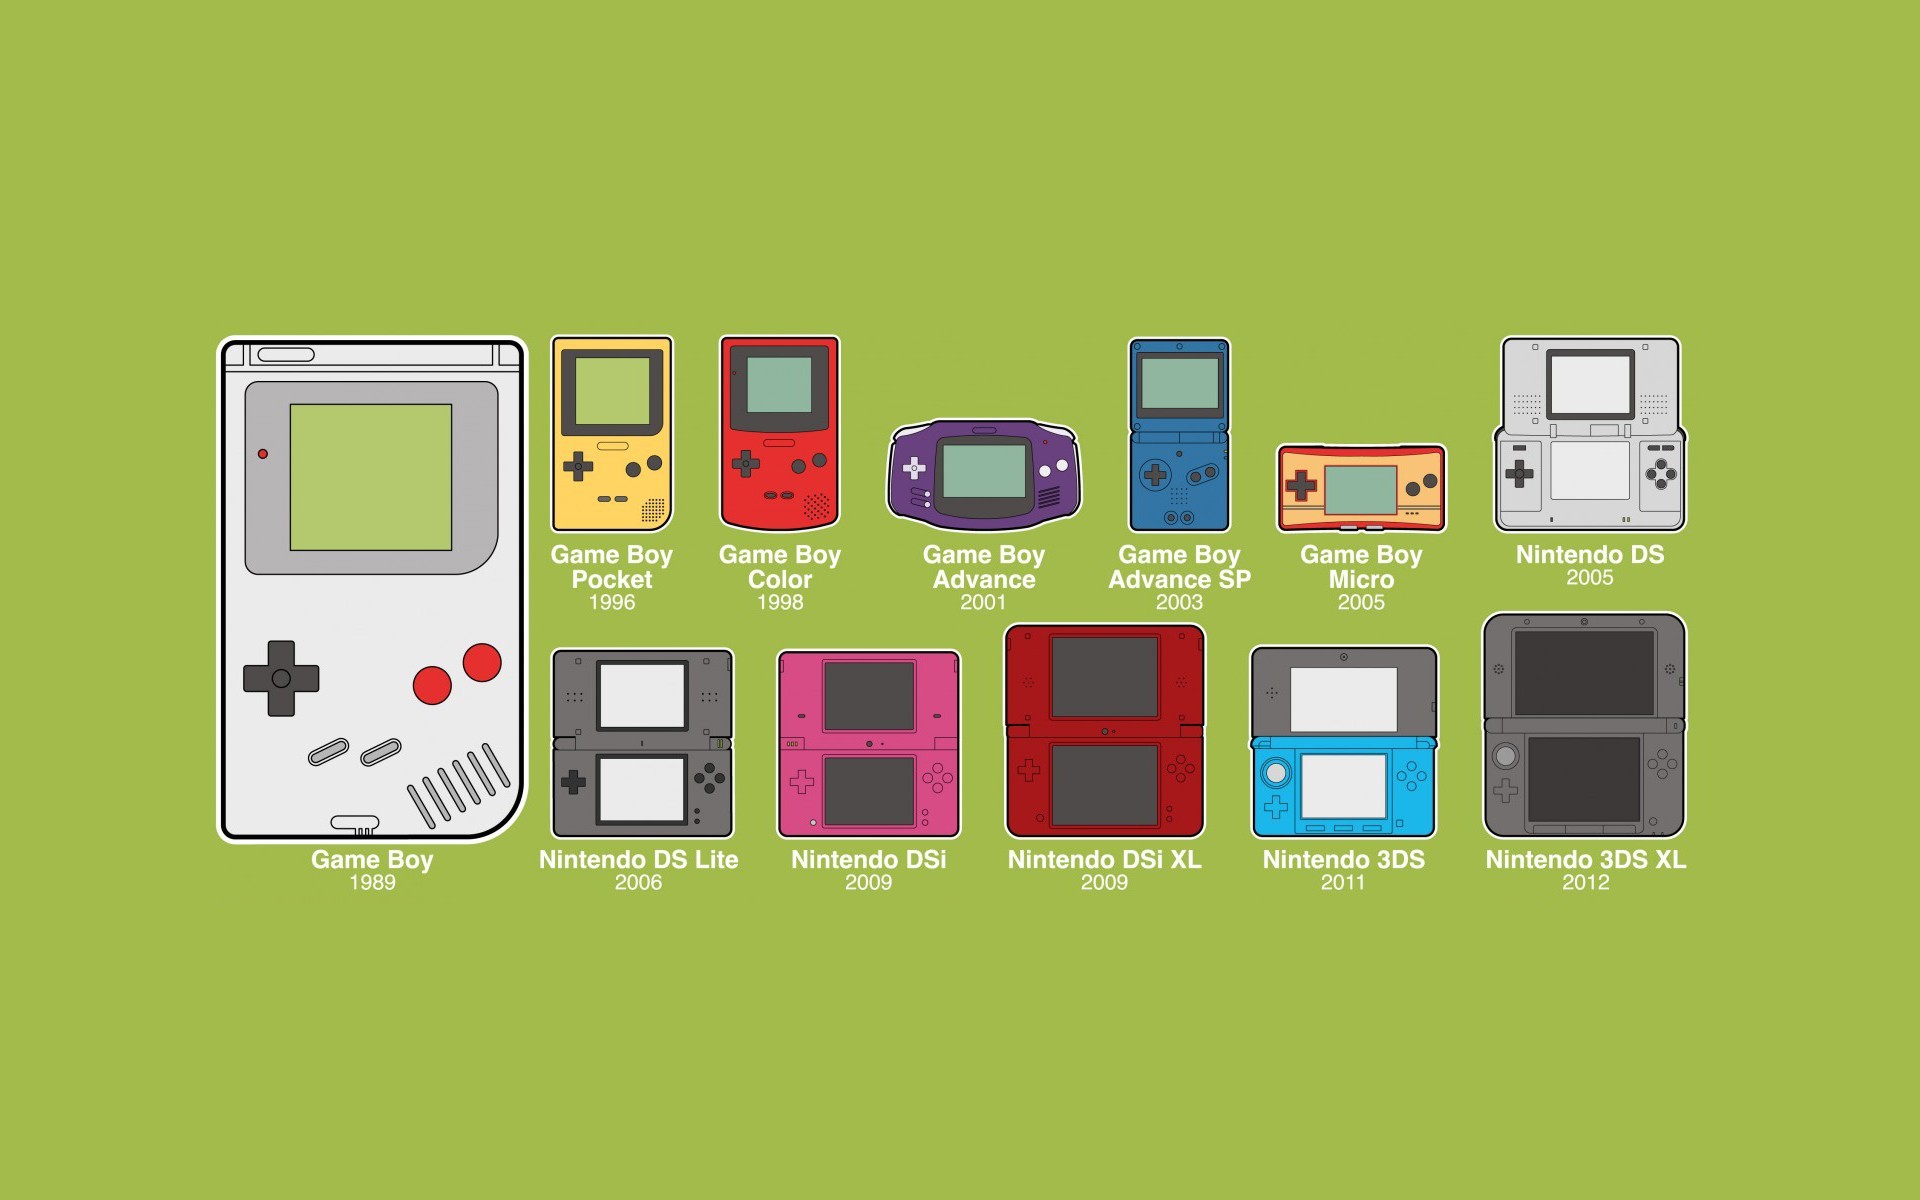 Game Boy
1989
Game Boy
Pocket
1996
Game Boy
Color
1998
Game Boy
Advance
2001
Game Boy
Advance SP
2003
Game Boy
Micro
2005
Nintendo DS
2005
Nintendo DS Lite
2006
Nintendo DSi
2009
Nintendo DSi XL
2009
Nintendo 3DS
2011
Nintendo 3DS XL
2012